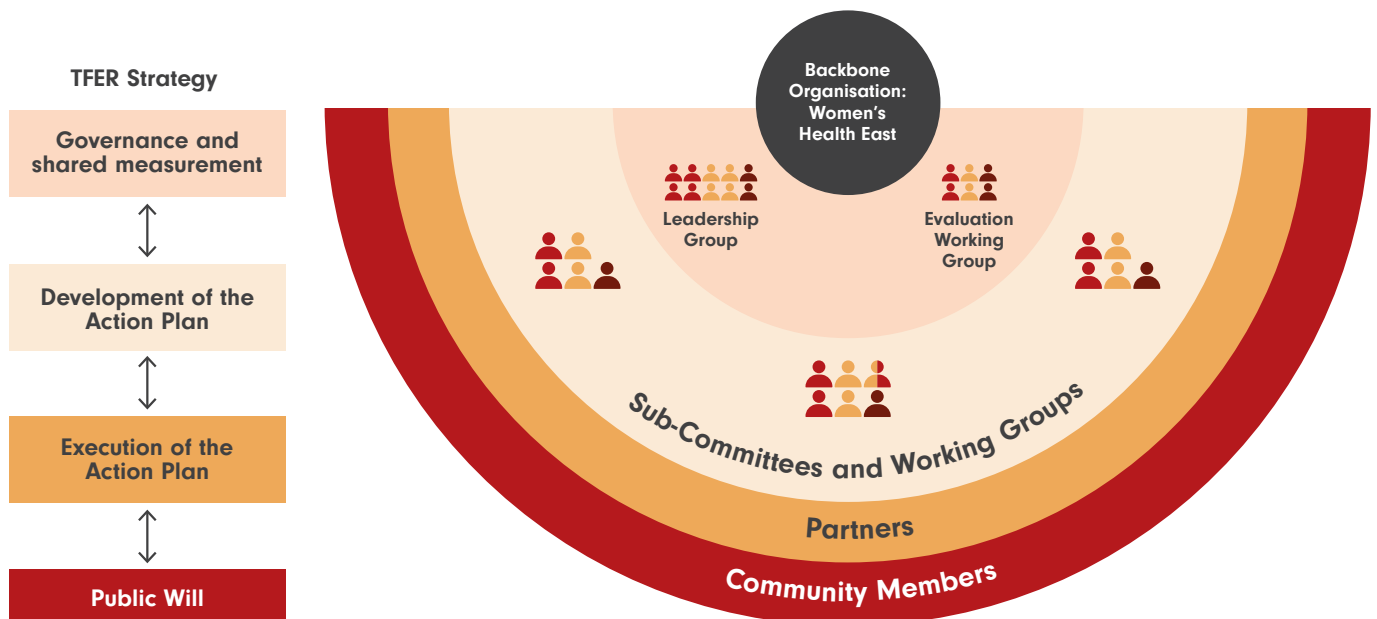 TFER Strategy
Governance and
shared measurement
Development of the
Action Plan
Execution of the
Action Plan
Public Will
Backbone
Organisation:
Women's
Health East
Leadership
Group
Evaluation
Working
Group
Sub-Committees and Working Groups
Partners
Community Members